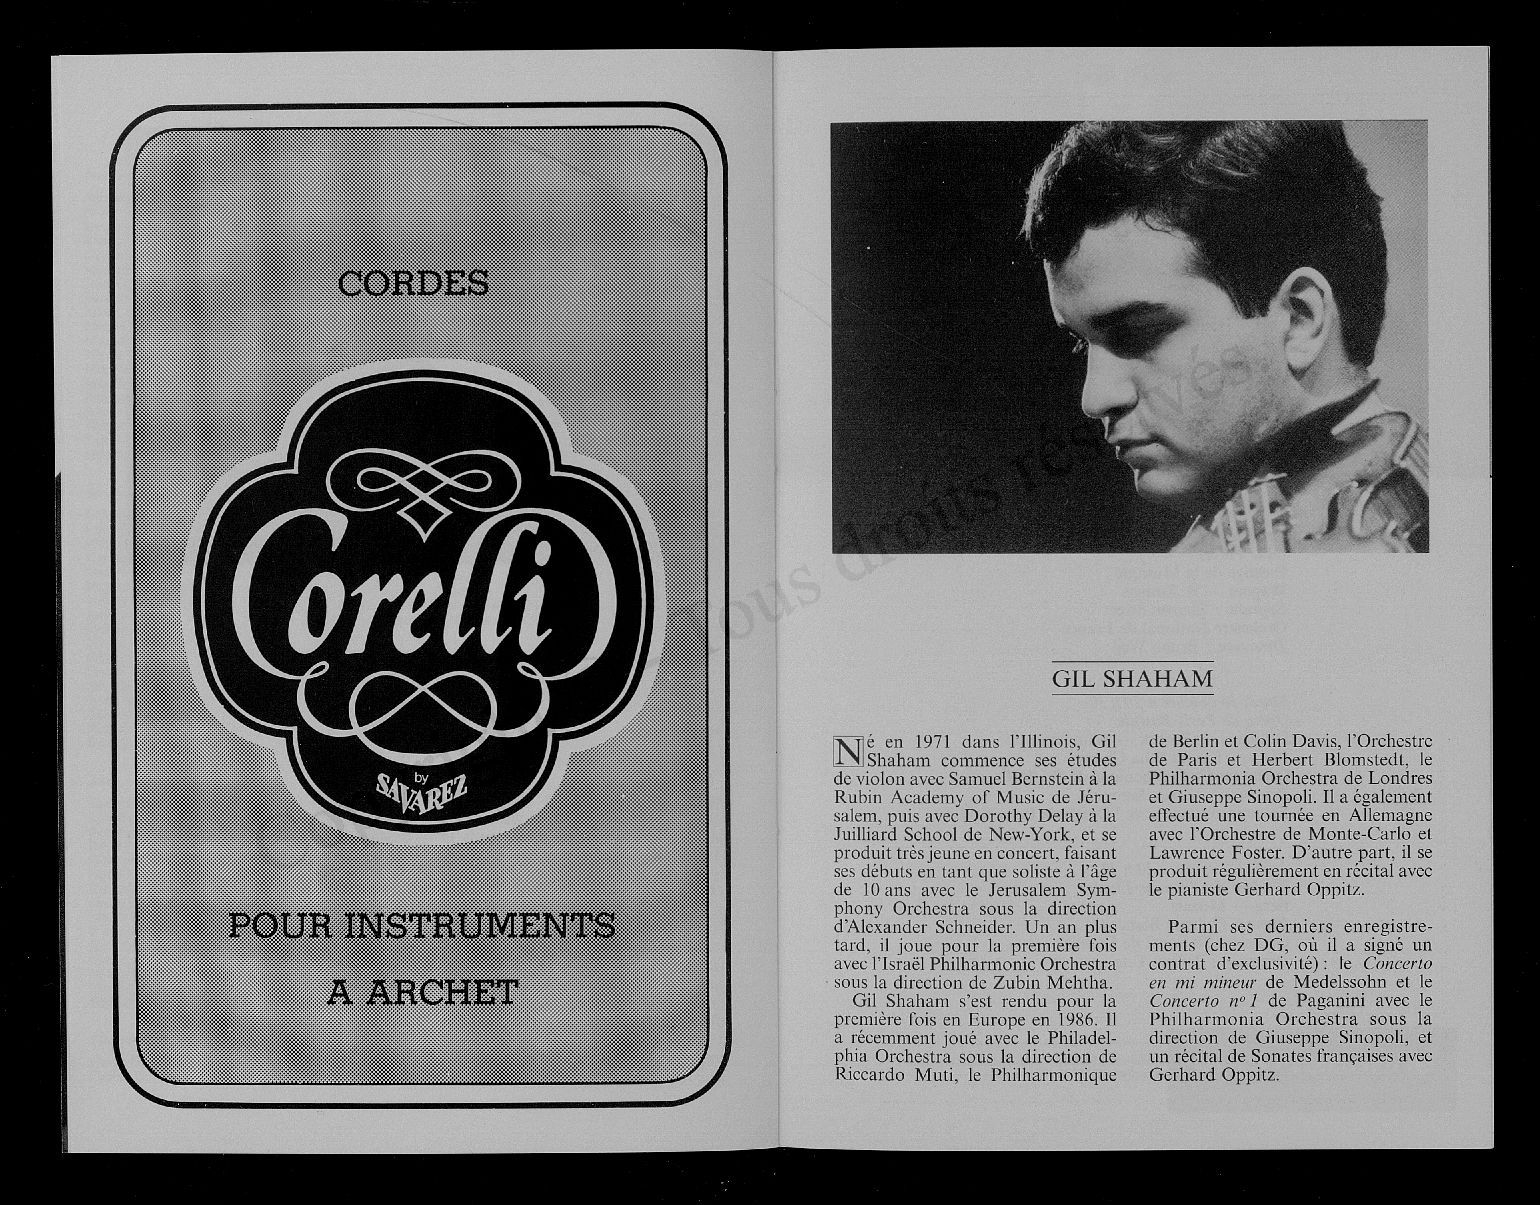 CORDES
Corelli
by
SAVAREZ
POUR INSTRUMENTS
A ARCHET
Tous droits réservés.
GIL SHAHAM
Né en 1971 dans l'Illinois, Gil
Shaham commence ses études
de violon avec Samuel Bernstein à la
Rubin Academy of Music de Jéru-
salem, puis avec Dorothy Delay à la
Juilliard School de New-York, et se
produit très jeune en concert, faisant
ses débuts en tant que soliste à l'âge
de 10 ans avec le Jerusalem Sym-
phony Orchestra sous la direction
d'Alexander Schneider. Un an plus
tard, il joue pour la première fois
avec l'Israël Philharmonic Orchestra
sous la direction de Zubin Mehtha.
Gil Shaham s'est rendu pour la
première fois en Europe en 1986. Il
a récemment joué avec le Philadel-
phia Orchestra sous la direction de
Riccardo Muti, le Philharmonique
de Berlin et Colin Davis, l'Orchestre
de Paris et Herbert Blomstedt, le
Philharmonia Orchestra de Londres
et Giuseppe Sinopoli. Il a également
effectué une tournée en Allemagne
avec l'Orchestre de Monte-Carlo et
Lawrence Foster. D'autre part, il se
produit régulièrement en récital avec
le pianiste Gerhard Oppitz.
Parmi ses derniers enregistre-
ments (chez DG, où il a signé un
contrat d'exclusivité) : le Concerto
en mi mineur de Medelssohn et le
Concerto nº 1 de Paganini avec le
Philharmonia Orchestra sous la
direction de Giuseppe Sinopoli, et
un récital de Sonates françaises avec
Gerhard Oppitz.